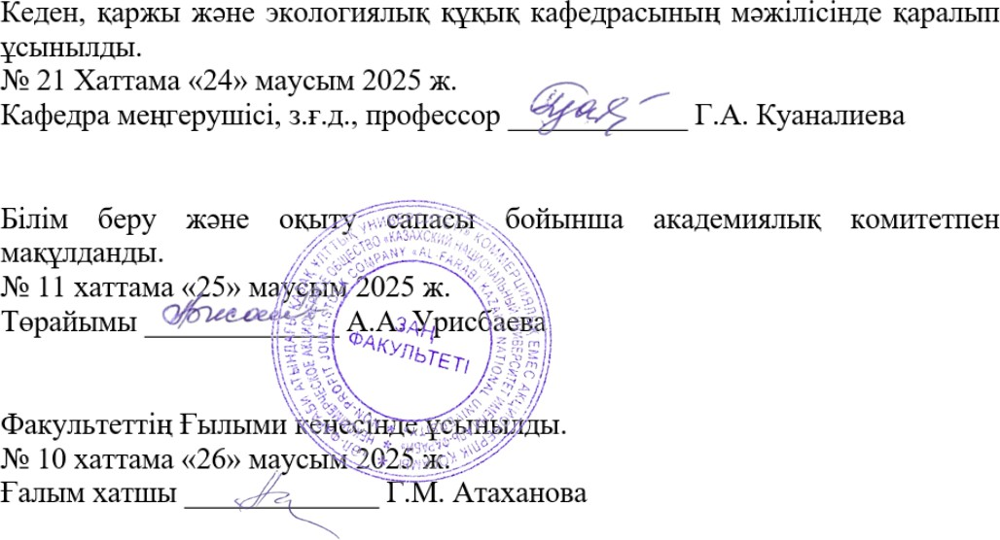 Кеден, қаржы және экологиялық құқық кафедрасының мәжілісінде қаралып
ұсынылды.
№ 21 Хаттама «24» маусым 2025 ж.
Кафедра меңгерушісі, з.ғ.д., профессор ____________ Г.А. Куаналиева
Білім беру және оқыту сапасы бойынша академиялық комитетпен
мақұлданды.
№ 11 хаттама «25» маусым 2025 ж.
Төрайымы _____________ А.А. Урисбаева
ЗАҢ
ФАКУЛЬТЕТІ
Факультеттің Ғылыми кеңесінде ұсынылды.
№ 10 хаттама «26» маусым 2025 ж.
Ғалым хатшы _____________ Г.М. Атаханова